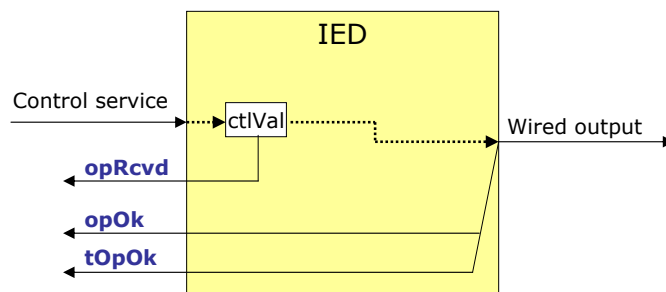 IED
Control service
ctlVal
Wired output
opRcvd
opOk
tOpOk